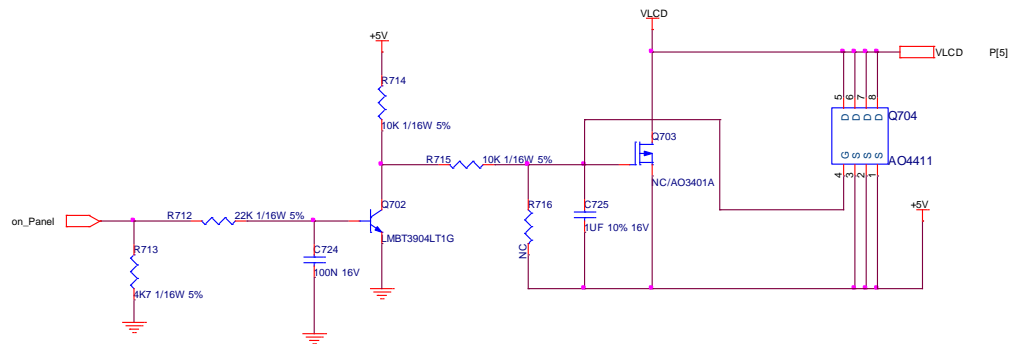 VLCD
+5V
VLCD P[5]
R714
5 6 7 8
10K 1/16W 5%
D D D D
Q704
Q703
R715 10K 1/16W 5%
G S S S
AO4411
4 3 2 1
NC/AO3401A
Q702
R716
C725
+5V
R712 22K 1/16W 5%
on_Panel
1UF 10% 16V
LMBT3904LT1G
R713
C724
NC
100N 16V
4K7 1/16W 5%